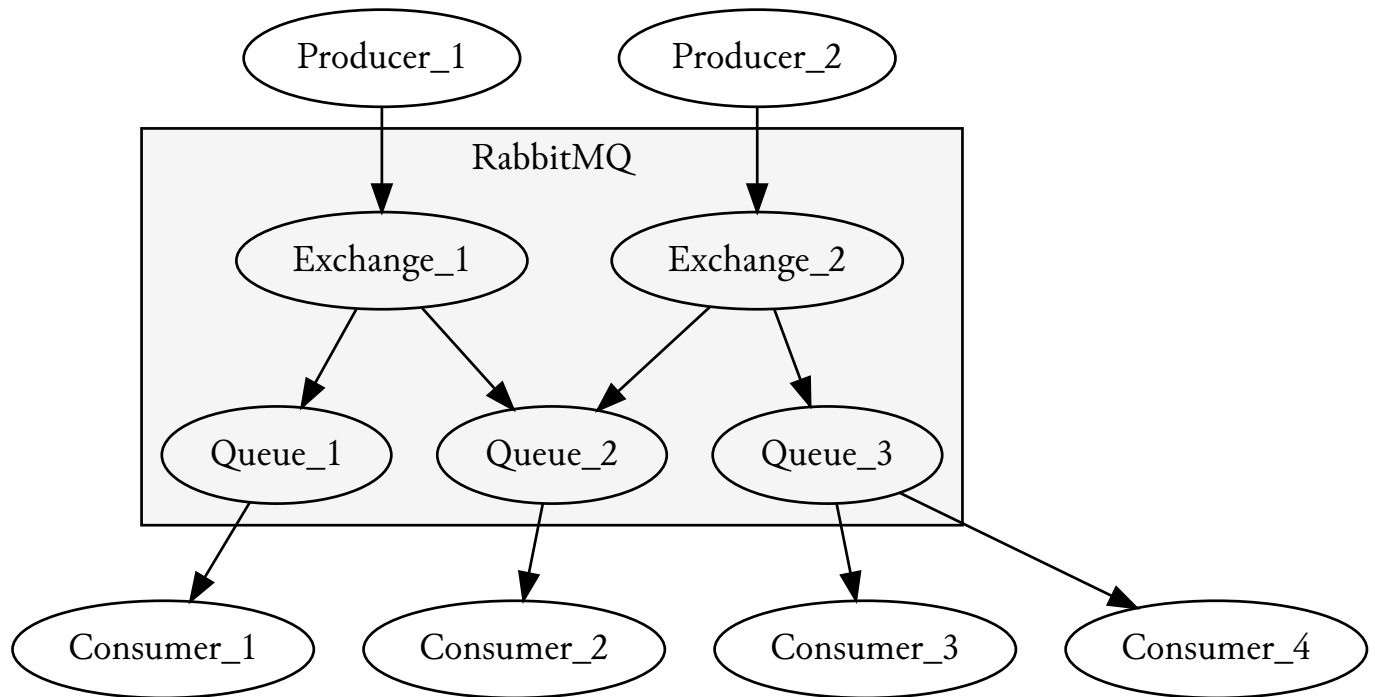 Producer_1
Producer_2
RabbitMQ
Exchange_1
Exchange_2
Queue_1
Queue_2
Queue_3
Consumer_1
Consumer_2
Consumer_3
Consumer_4